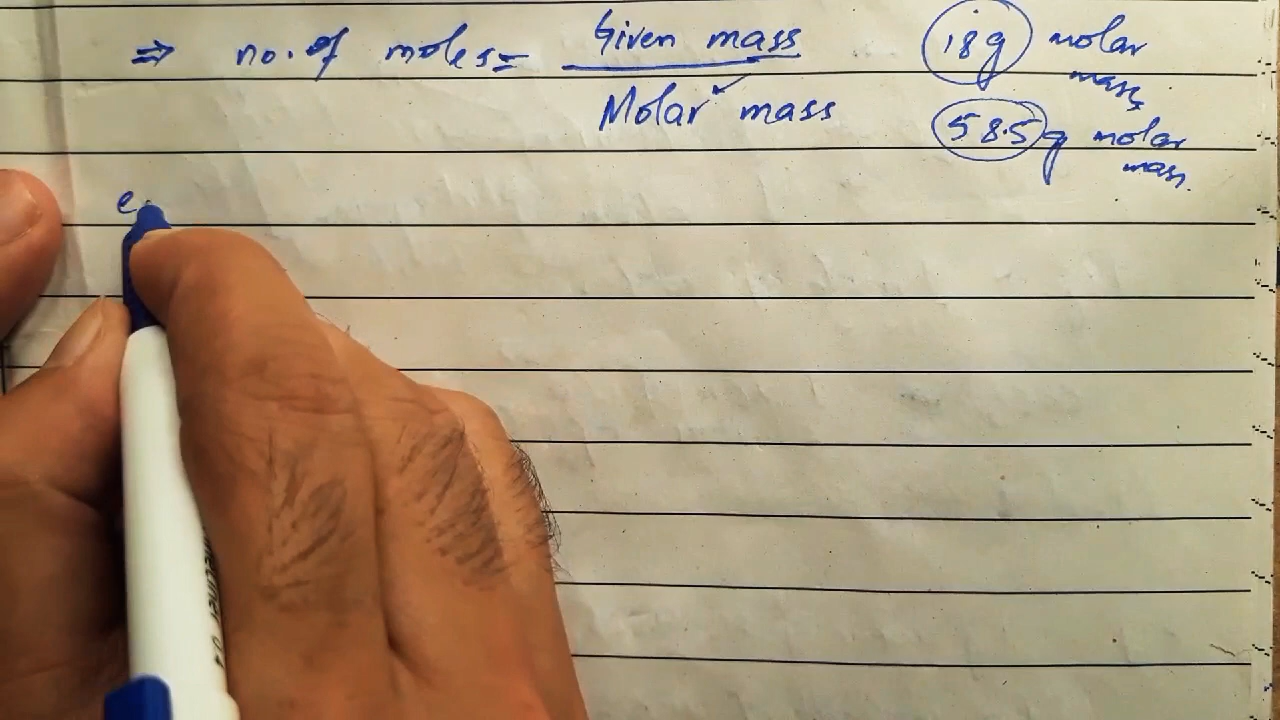 ⇒ no. of moles = Given mass
Molar mass
18g molar
mass
58.5g molar
mass.
e.